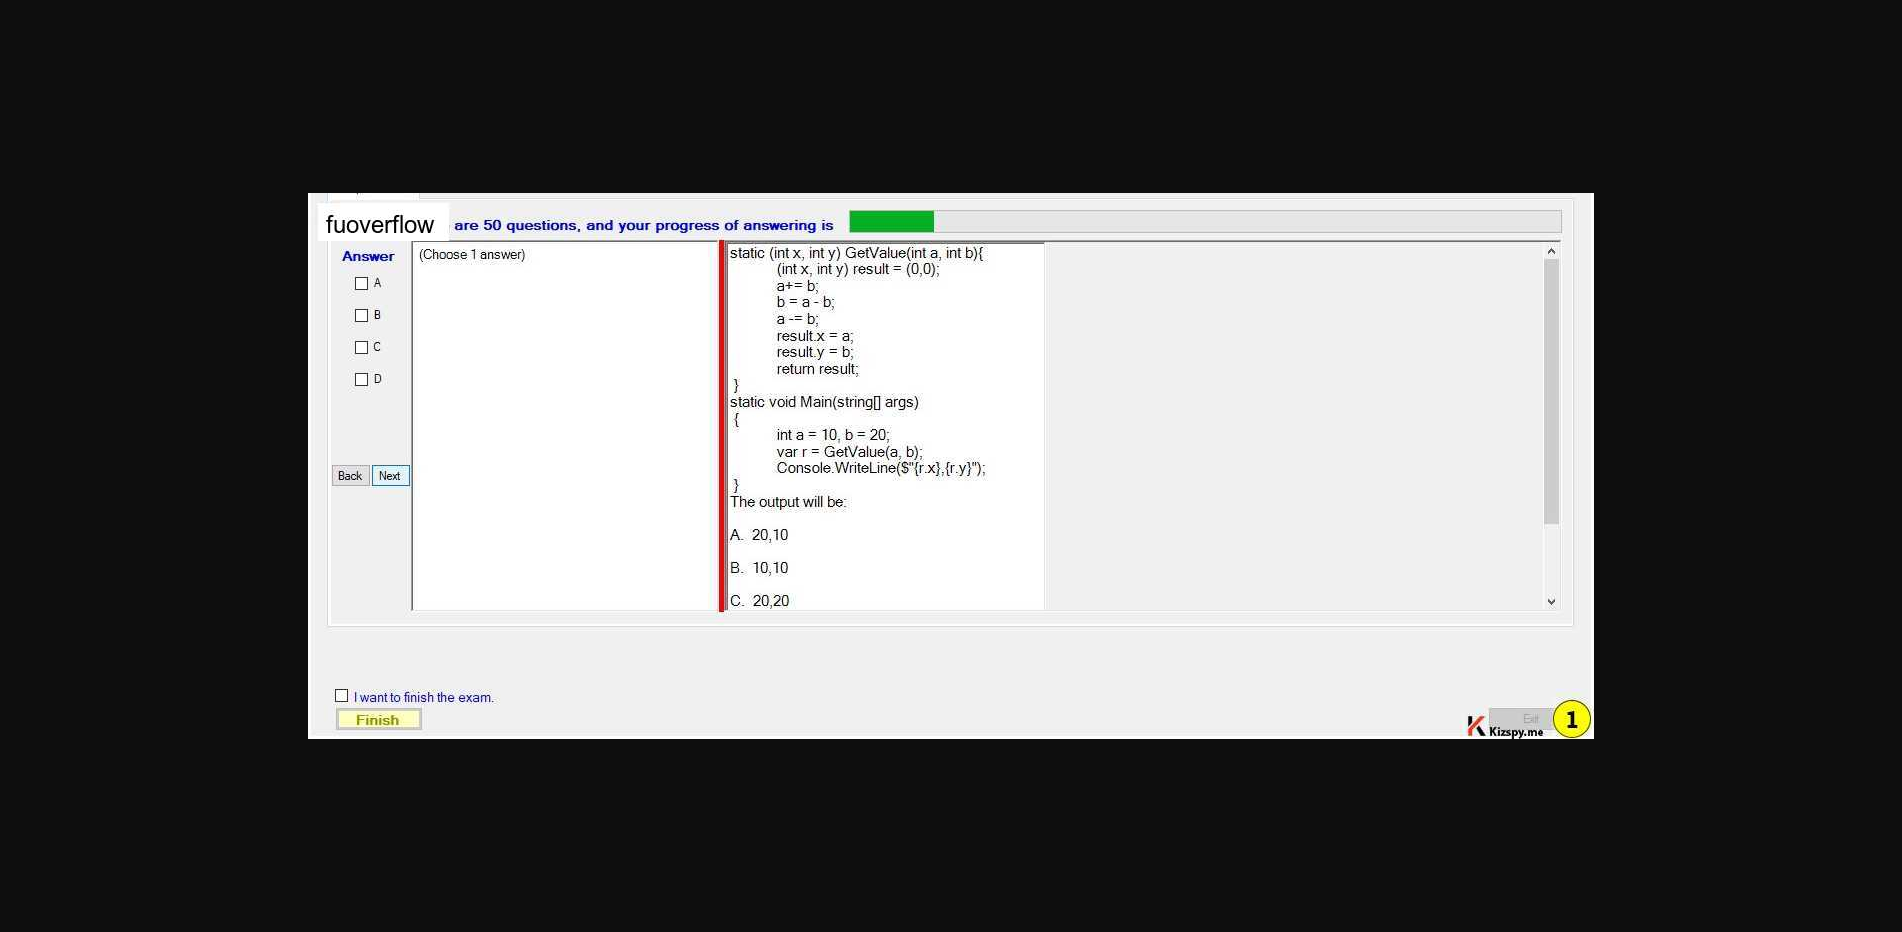 fuoverflow are 50 questions, and your progress of answering is
Answer
A
B
C
D
Back Next
(Choose 1 answer)
static (int x, int y) GetValue(int a, int b){
(int x, int y) result = (0,0);
a+= b;
b = a - b;
a -= b;
result.x = a;
result.y = b;
return result;
}
static void Main(string[] args)
{
int a = 10, b = 20;
var r = GetValue(a, b);
Console.WriteLine($"{r.x},{r.y}");
}
The output will be:
A. 20,10
B. 10,10
C. 20,20
I want to finish the exam.
Finish
Exit
Kizspy.me
1